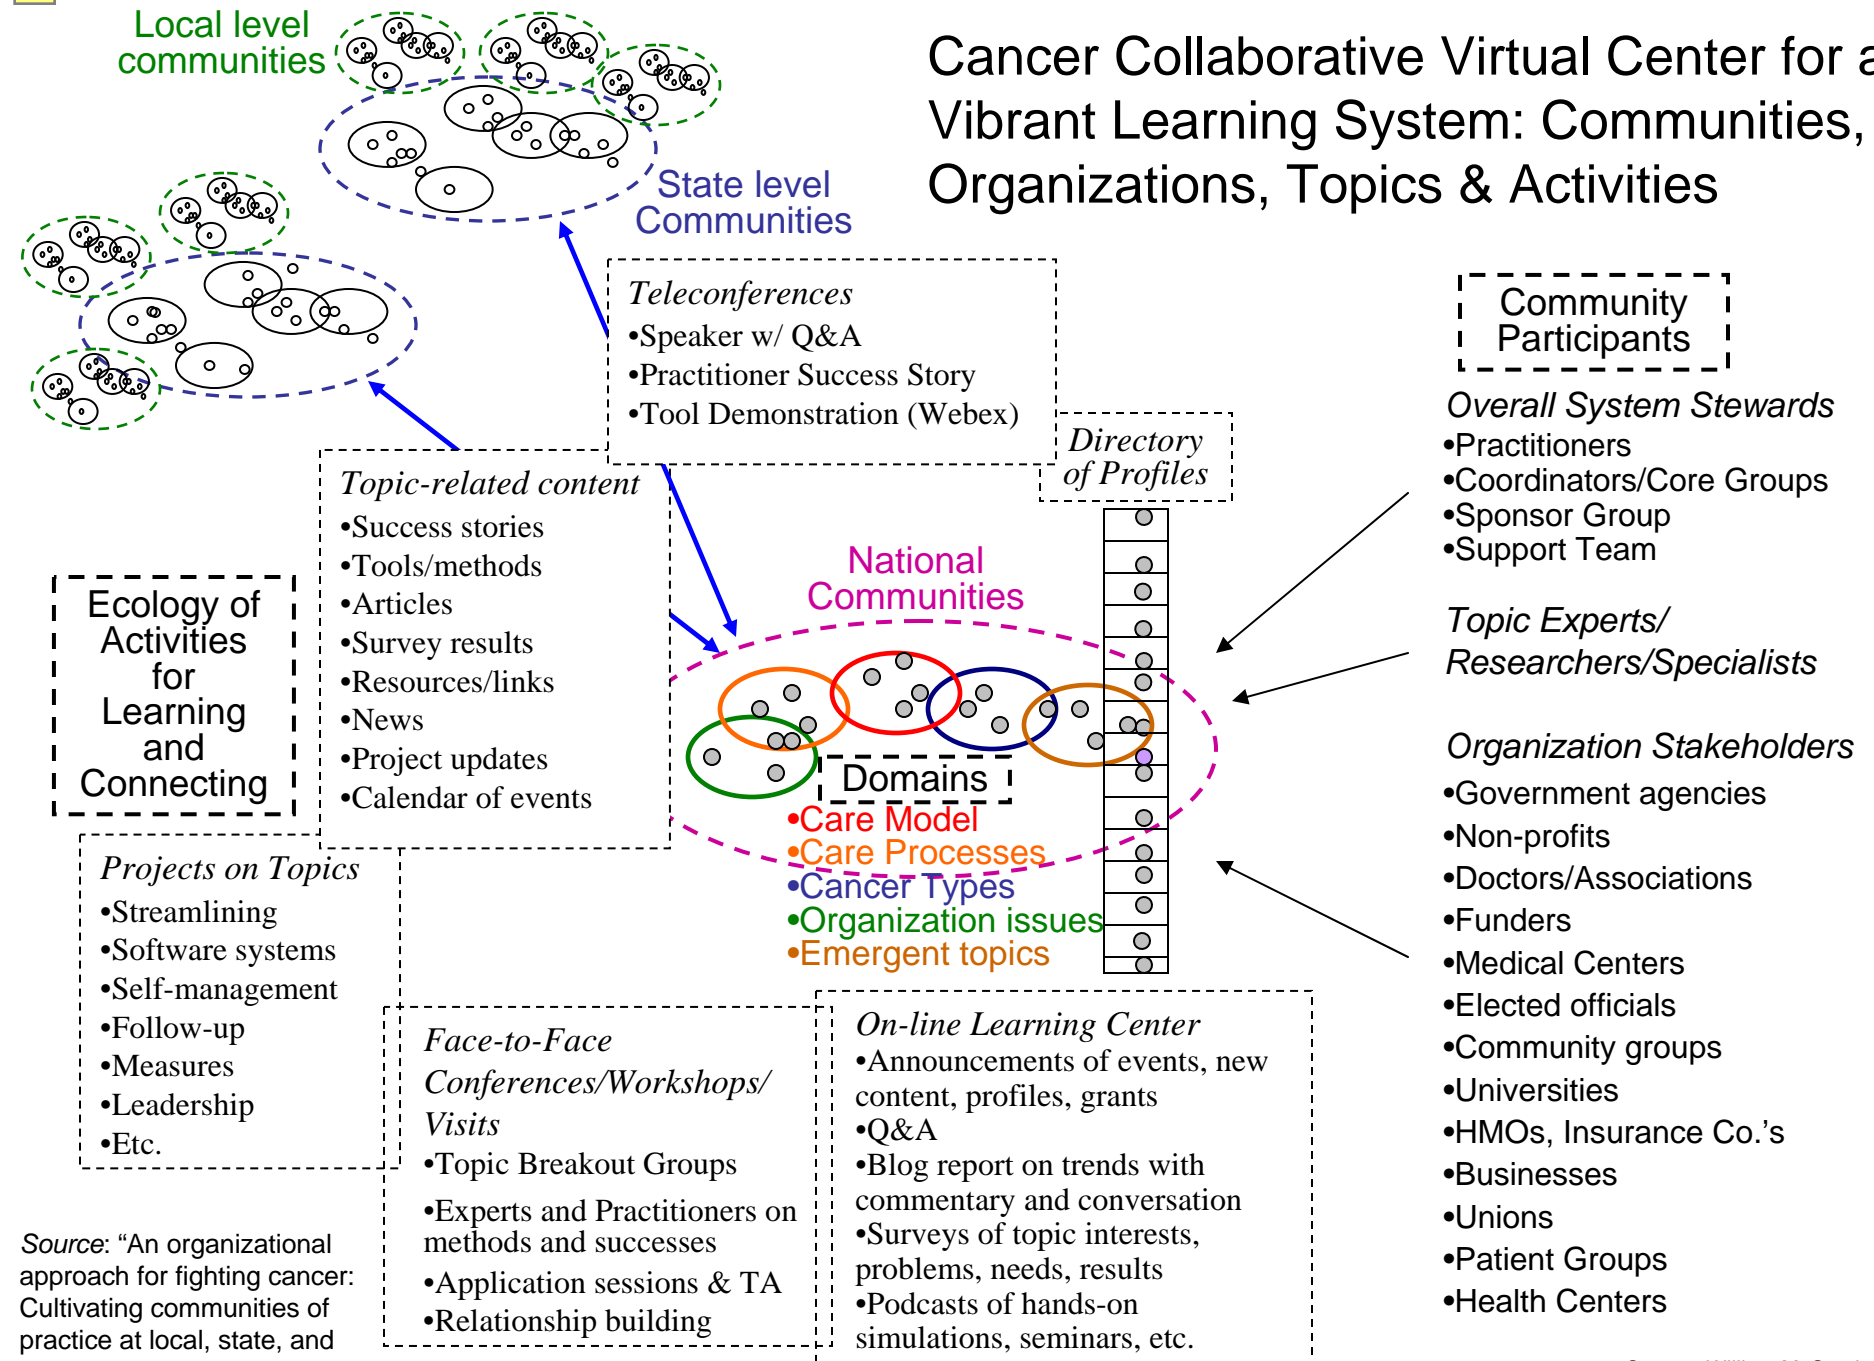 Local level
communities
Cancer Collaborative Virtual Center for a
Vibrant Learning System: Communities,
Organizations, Topics & Activities
State level
Communities
Teleconferences
•Speaker w/ Q&A
•Practitioner Success Story
•Tool Demonstration (Webex)
Directory
of Profiles
Topic-related content
•Success stories
•Tools/methods
•Articles
•Survey results
•Resources/links
•News
•Project updates
•Calendar of events
Ecology of
Activities
for
Learning
and
Connecting
National
Communities
Domains
•Care Model
•Care Processes
•Cancer Types
•Organization issues
•Emergent topics
Projects on Topics
•Streamlining
•Software systems
•Self-management
•Follow-up
•Measures
•Leadership
•Etc.
Face-to-Face
Conferences/Workshops/
Visits
•Topic Breakout Groups
•Experts and Practitioners on
methods and successes
•Application sessions & TA
•Relationship building
On-line Learning Center
•Announcements of events, new
content, profiles, grants
•Q&A
•Blog report on trends with
commentary and conversation
•Surveys of topic interests,
problems, needs, results
•Podcasts of hands-on
simulations, seminars, etc.
Community
Participants
Overall System Stewards
•Practitioners
•Coordinators/Core Groups
•Sponsor Group
•Support Team
Topic Experts/
Researchers/Specialists
Organization Stakeholders
•Government agencies
•Non-profits
•Doctors/Associations
•Funders
•Medical Centers
•Elected officials
•Community groups
•Universities
•HMOs, Insurance Co.'s
•Businesses
•Unions
•Patient Groups
•Health Centers
Source: “An organizational
approach for fighting cancer:
Cultivating communities of
practice at local, state, and